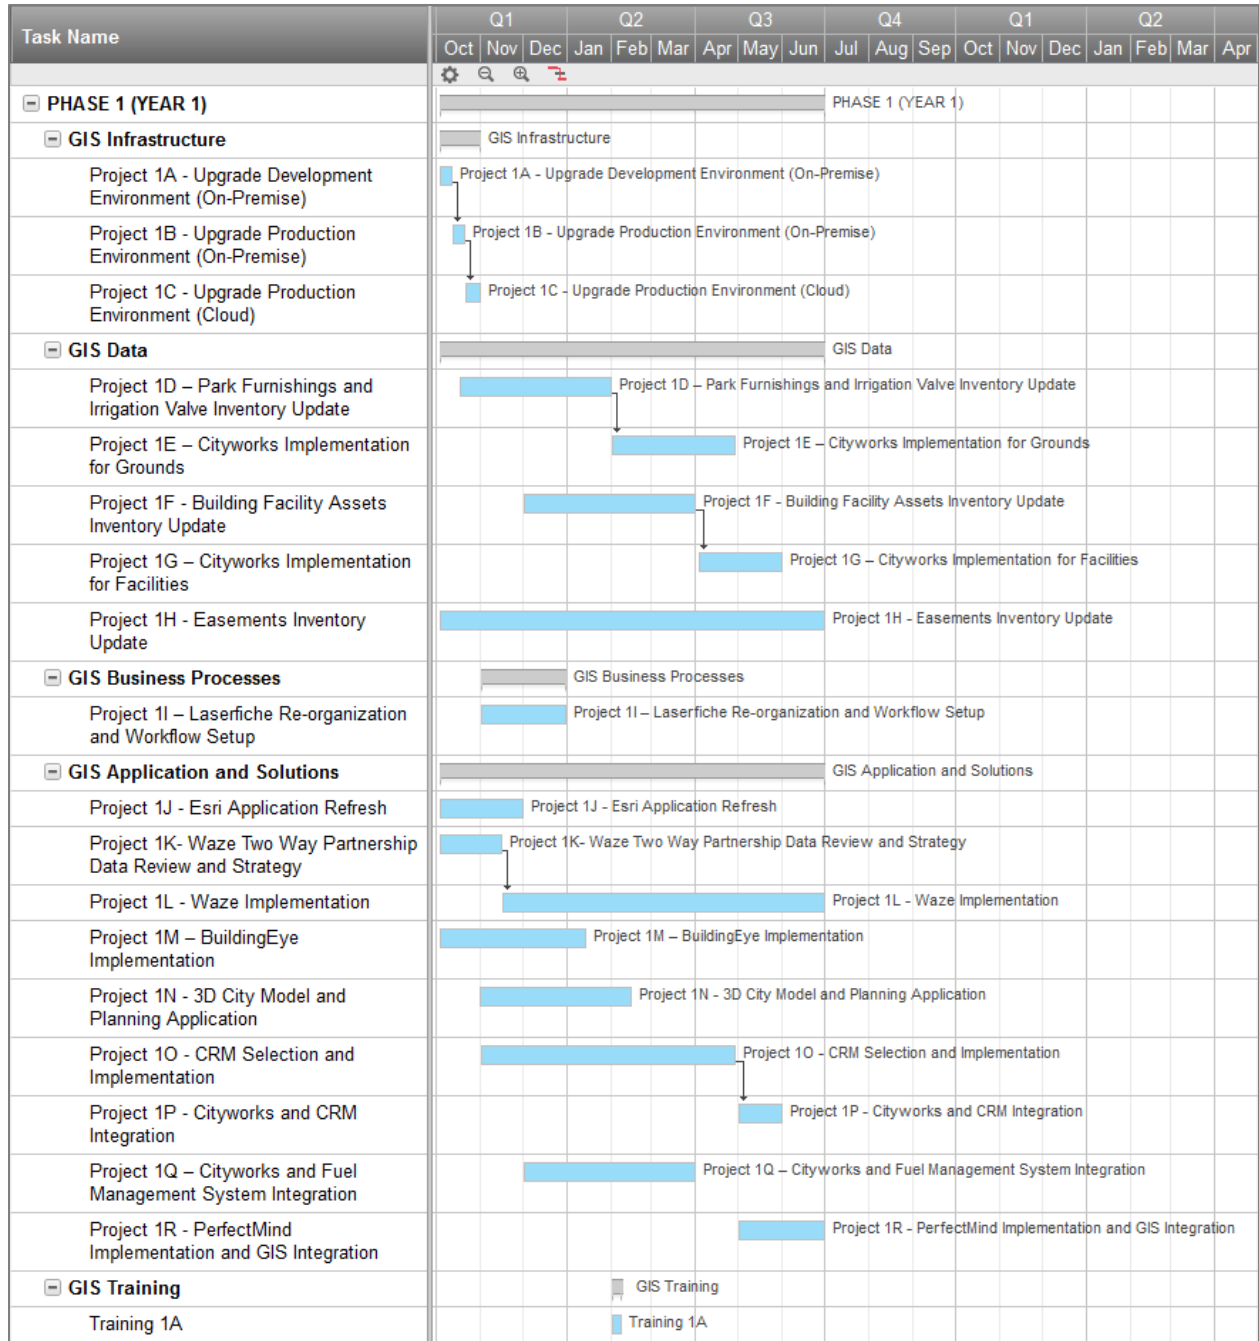 Task Name
Q1 Q2 Q3 Q4 Q1 Q2
Oct Nov Dec Jan Feb Mar Apr May Jun Jul Aug Sep Oct Nov Dec Jan Feb Mar Apr
PHASE 1 (YEAR 1)
PHASE 1 (YEAR 1)
GIS Infrastructure
GIS Infrastructure
Project 1A - Upgrade Development
Environment (On-Premise)
Project 1A - Upgrade Development Environment (On-Premise)
Project 1B - Upgrade Production
Environment (On-Premise)
Project 1B - Upgrade Production Environment (On-Premise)
Project 1C - Upgrade Production
Environment (Cloud)
Project 1C - Upgrade Production Environment (Cloud)
GIS Data
GIS Data
Project 1D – Park Furnishings and
Irrigation Valve Inventory Update
Project 1D – Park Furnishings and Irrigation Valve Inventory Update
Project 1E – Cityworks Implementation
for Grounds
Project 1E – Cityworks Implementation for Grounds
Project 1F - Building Facility Assets
Inventory Update
Project 1F - Building Facility Assets Inventory Update
Project 1G – Cityworks Implementation
for Facilities
Project 1G – Cityworks Implementation for Facilities
Project 1H - Easements Inventory
Update
Project 1H - Easements Inventory Update
GIS Business Processes
GIS Business Processes
Project 1I – Laserfiche Re-organization
and Workflow Setup
Project 1I – Laserfiche Re-organization and Workflow Setup
GIS Application and Solutions
GIS Application and Solutions
Project 1J - Esri Application Refresh
Project 1J - Esri Application Refresh
Project 1K- Waze Two Way Partnership
Data Review and Strategy
Project 1K- Waze Two Way Partnership Data Review and Strategy
Project 1L - Waze Implementation
Project 1L - Waze Implementation
Project 1M – BuildingEye
Implementation
Project 1M – BuildingEye Implementation
Project 1N - 3D City Model and
Planning Application
Project 1N - 3D City Model and Planning Application
Project 1O - CRM Selection and
Implementation
Project 1O - CRM Selection and Implementation
Project 1P - Cityworks and CRM
Integration
Project 1P - Cityworks and CRM Integration
Project 1Q – Cityworks and Fuel
Management System Integration
Project 1Q – Cityworks and Fuel Management System Integration
Project 1R - PerfectMind
Implementation and GIS Integration
Project 1R - PerfectMind Implementation and GIS Integration
GIS Training
GIS Training
Training 1A
Training 1A